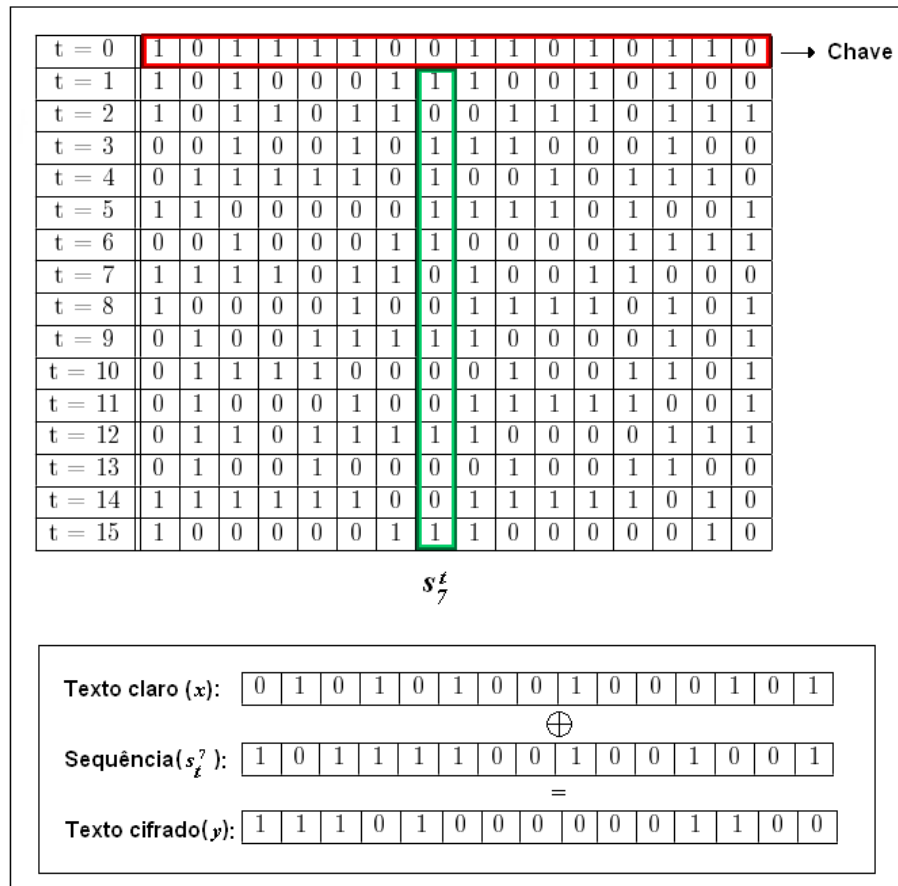 t = 0 1 0 1 1 1 1 0 0 1 1 0 1 0 1 1 0 → Chave
t = 1 1 0 1 0 0 0 1 1 1 0 0 1 0 1 0 0
t = 2 1 0 1 1 0 1 1 0 0 1 1 1 0 1 1 1
t = 3 0 0 1 0 0 1 0 1 1 1 0 0 0 1 0 0
t = 4 0 1 1 1 1 1 0 1 0 0 1 0 1 1 1 0
t = 5 1 1 0 0 0 0 0 1 1 1 0 1 0 0 1
t = 6 0 0 1 0 0 0 1 1 0 0 0 0 1 1 1 1
t = 7 1 1 1 1 0 1 1 0 1 0 0 1 1 0 0 0
t = 8 1 0 0 0 0 1 0 0 1 1 1 1 0 1 0 1
t = 9 0 1 0 0 1 1 1 1 1 0 0 0 0 1 0 1
t = 10 0 1 1 1 1 0 0 0 0 1 0 0 1 1 0 1
t = 11 0 1 0 0 0 1 0 0 1 1 1 1 1 0 0 1
t = 12 0 1 1 0 1 1 1 1 1 0 0 0 0 1 1 1
t = 13 0 1 0 0 1 0 0 0 0 1 0 0 1 1 0 0
t = 14 1 1 1 1 1 1 0 0 1 1 1 1 1 0 1 0
t = 15 1 0 0 0 0 0 1 1 1 0 0 0 0 0 1 0
s₇ᵗ
Texto claro (x): 0 1 0 1 0 1 0 0 1 0 0 0 1 0 1
⊕
Sequência(sₜ⁷): 1 0 1 1 1 1 0 0 1 0 0 1 0 0 1
=
Texto cifrado(y): 1 1 1 0 1 0 0 0 0 0 0 1 1 0 0